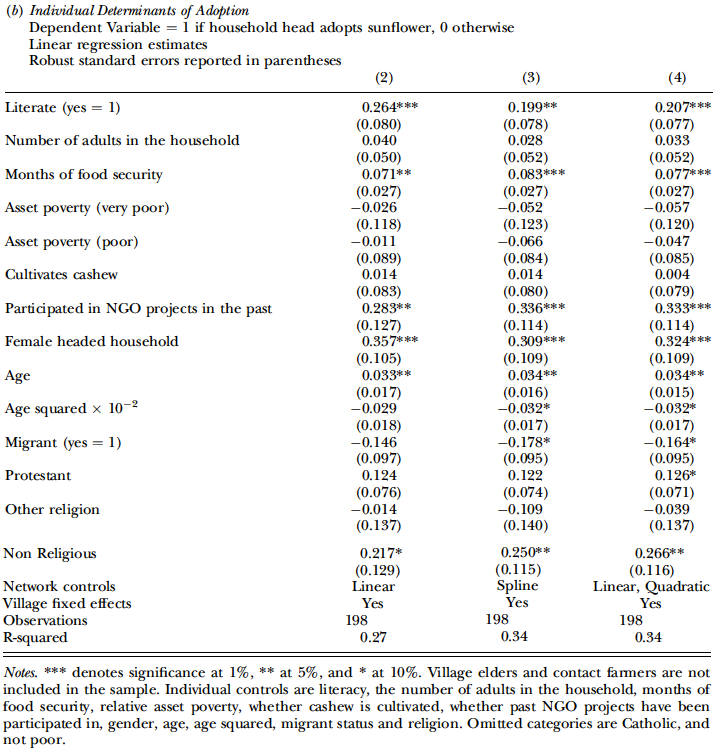 (b) Individual Determinants of Adoption
Dependent Variable = 1 if household head adopts sunflower, 0 otherwise
Linear regression estimates
Robust standard errors reported in parentheses
(2) (3) (4)
Literate (yes = 1) 0.264*** 0.199** 0.207***
(0.080) (0.078) (0.077)
Number of adults in the household 0.040 0.028 0.033
(0.050) (0.052) (0.052)
Months of food security 0.071** 0.083*** 0.077***
(0.027) (0.027) (0.027)
Asset poverty (very poor) −0.026 −0.052 −0.057
(0.118) (0.123) (0.120)
Asset poverty (poor) −0.011 −0.066 −0.047
(0.089) (0.084) (0.085)
Cultivates cashew 0.014 0.014 0.004
(0.083) (0.080) (0.079)
Participated in NGO projects in the past 0.283** 0.336*** 0.333***
(0.127) (0.114) (0.114)
Female headed household 0.357*** 0.309*** 0.324***
(0.105) (0.109) (0.109)
Age 0.033** 0.034** 0.034**
(0.017) (0.016) (0.015)
Age squared × 10⁻² −0.029 −0.032* −0.032*
(0.018) (0.017) (0.017)
Migrant (yes = 1) −0.146 −0.178* −0.164*
(0.097) (0.095) (0.095)
Protestant 0.124 0.122 0.126*
(0.076) (0.074) (0.071)
Other religion −0.014 −0.109 −0.039
(0.137) (0.140) (0.137)
Non Religious 0.217* 0.250** 0.266**
(0.129) (0.115) (0.116)
Network controls Linear Spline Linear, Quadratic
Village fixed effects Yes Yes Yes
Observations 198 198 198
R-squared 0.27 0.34 0.34
Notes. *** denotes significance at 1%, ** at 5%, and * at 10%. Village elders and contact farmers are not
included in the sample. Individual controls are literacy, the number of adults in the household, months of
food security, relative asset poverty, whether cashew is cultivated, whether past NGO projects have been
participated in, gender, age, age squared, migrant status and religion. Omitted categories are Catholic, and
not poor.